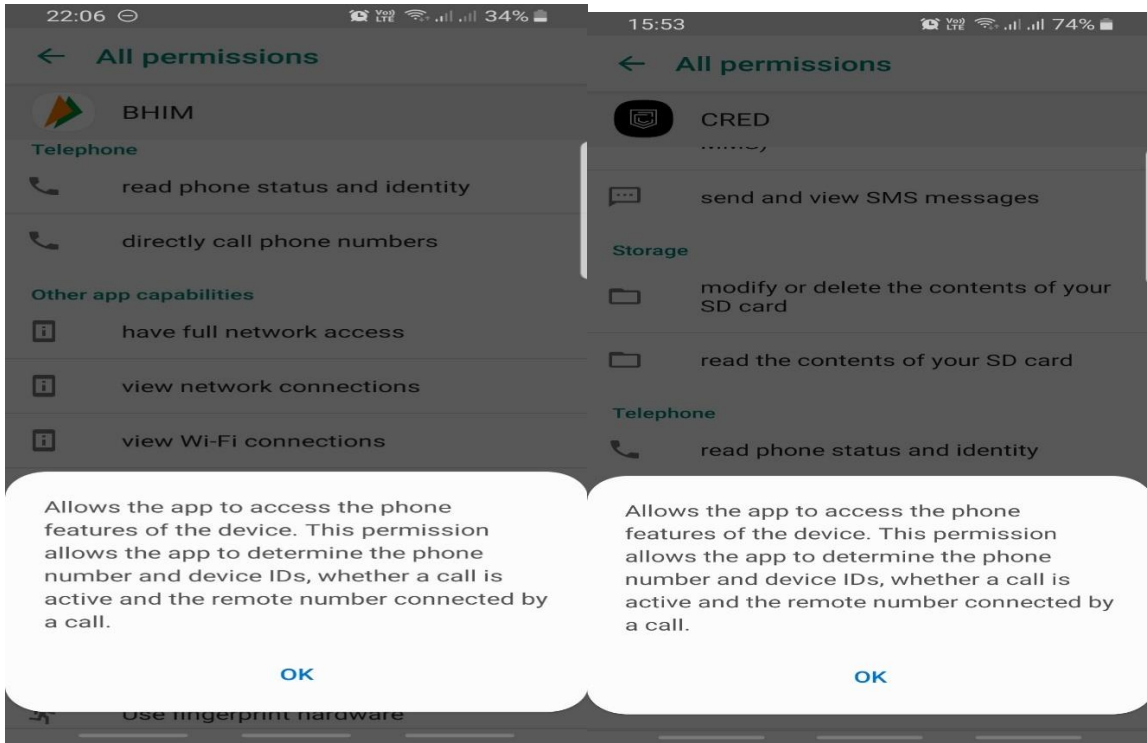 22:06
34%
All permissions
BHIM
Telephone
read phone status and identity
directly call phone numbers
Other app capabilities
have full network access
view network connections
view Wi-Fi connections
Allows the app to access the phone
features of the device. This permission
allows the app to determine the phone
number and device IDs, whether a call is
active and the remote number connected by
a call.
OK
Use fingerprint hardware
15:53
74%
All permissions
CRED
send and view SMS messages
Storage
modify or delete the contents of your
SD card
read the contents of your SD card
Telephone
read phone status and identity
Allows the app to access the phone
features of the device. This permission
allows the app to determine the phone
number and device IDs, whether a call is
active and the remote number connected by
a call.
OK